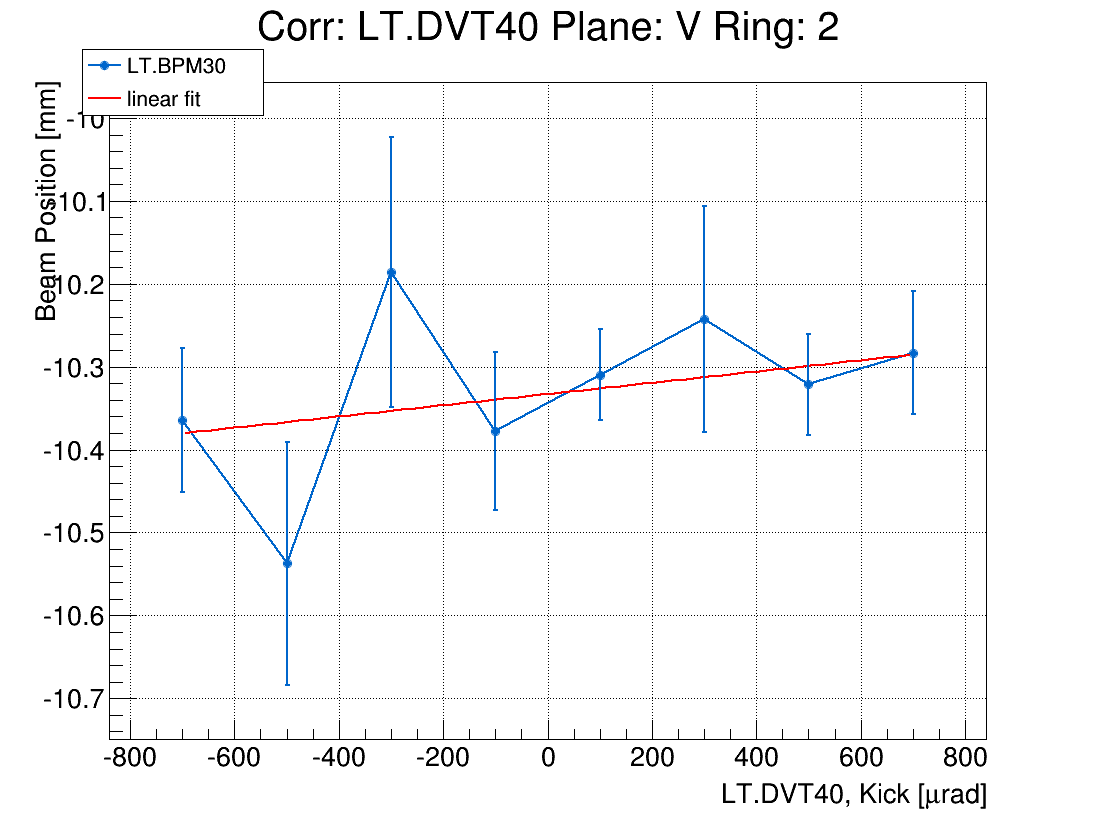 Corr: LT.DVT40 Plane: V Ring: 2
LT.BPM30
linear fit
Beam Position [mm]
-10
-10.1
-10.2
-10.3
-10.4
-10.5
-10.6
-10.7
-800 -600 -400 -200 0 200 400 600 800
LT.DVT40, Kick [μrad]